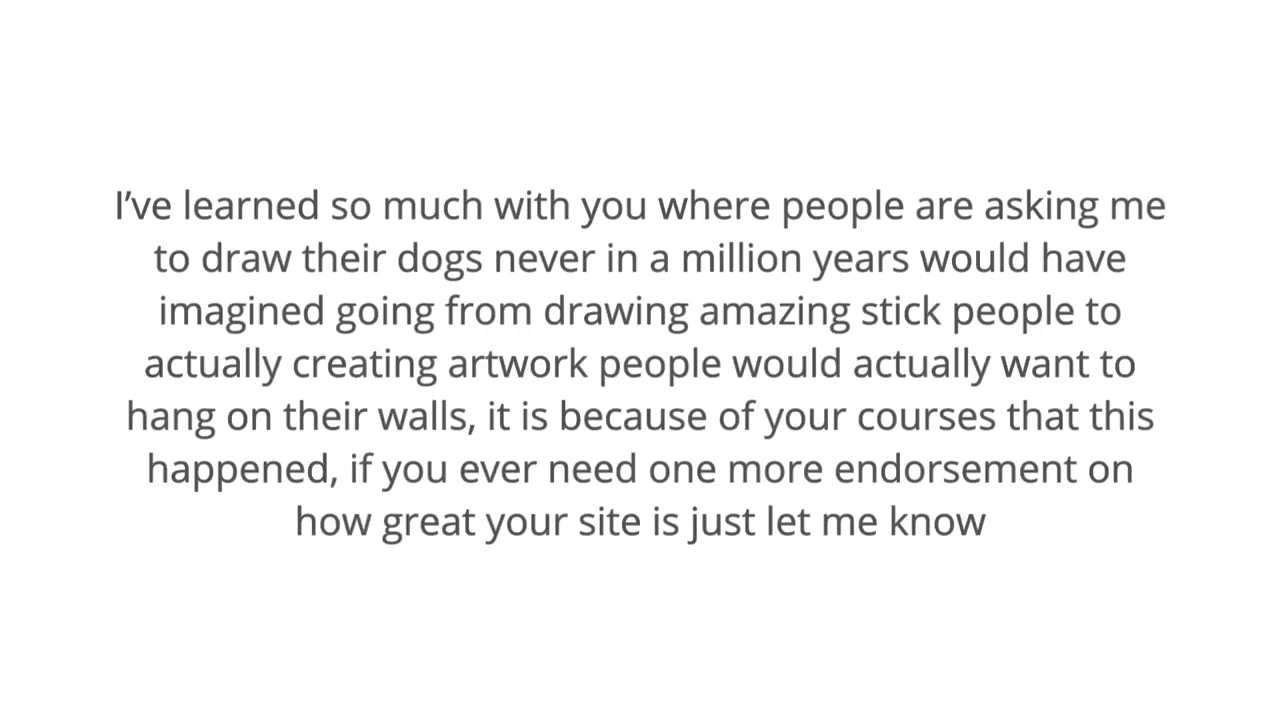 I’ve learned so much with you where people are asking me
to draw their dogs never in a million years would have
imagined going from drawing amazing stick people to
actually creating artwork people would actually want to
hang on their walls, it is because of your courses that this
happened, if you ever need one more endorsement on
how great your site is just let me know